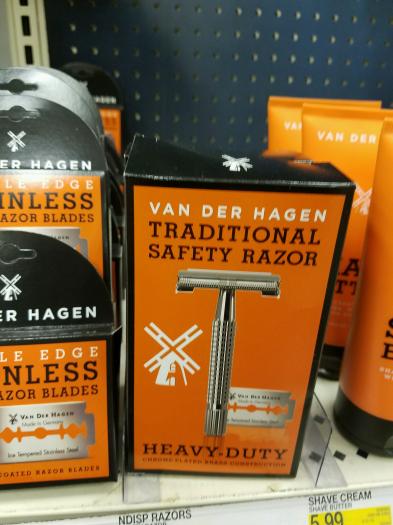 ER HAGEN
LE EDGE
INLESS
AZOR BLADES
ER HAGEN
LE EDGE
NLESS
AZOR BLADES
VAN DER HAGEN
Made in Germany
Ice Tempered Stainless Steel
COATED RAZOR BLADES
VAN DER HAGEN
TRADITIONAL
SAFETY RAZOR
VAN DER HAGEN
Made in Germany
Ice Tempered Stainless Steel
HEAVY-DUTY
CHROME PLATED BRASS CONSTRUCTION
VAN
VAN DER
NDISP RAZORS
SHAVE CREAM
SHAVE BUTTER
5.99